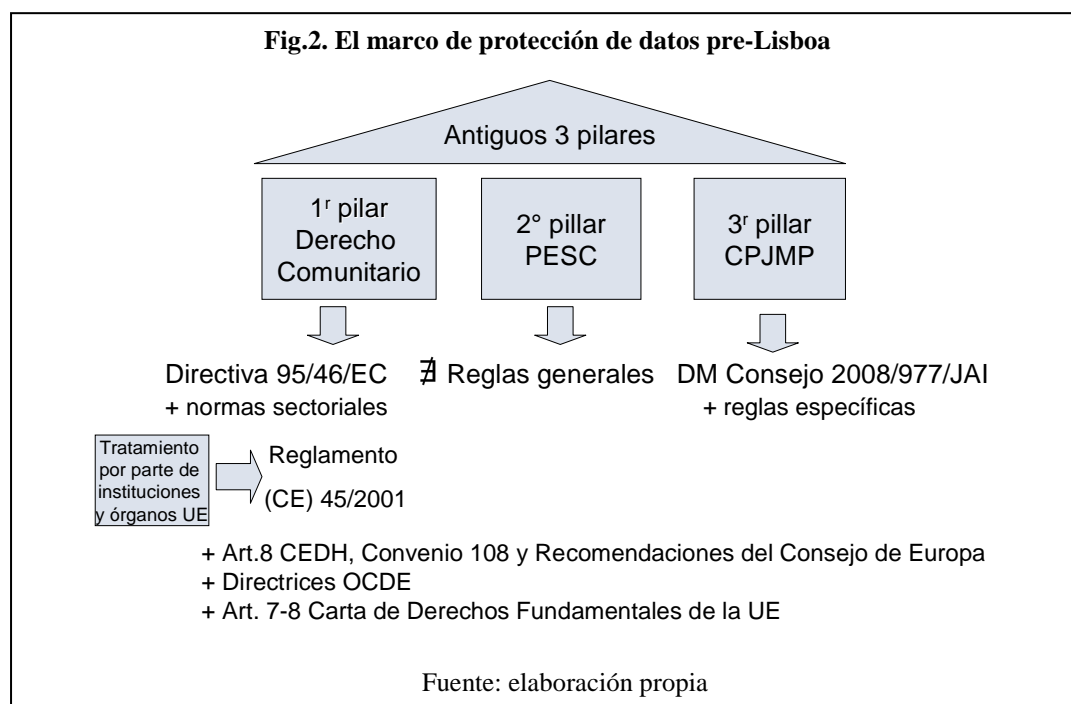 Fig.2. El marco de protección de datos pre-Lisboa
Antiguos 3 pilares
1ʳ pilar
Derecho
Comunitario
2° pillar
PESC
3ʳ pillar
CPJMP
Directiva 95/46/EC
+ normas sectoriales
∄ Reglas generales
DM Consejo 2008/977/JAI
+ reglas específicas
Tratamiento
por parte de
instituciones
y órganos UE
Reglamento
(CE) 45/2001
+ Art.8 CEDH, Convenio 108 y Recomendaciones del Consejo de Europa
+ Directrices OCDE
+ Art. 7-8 Carta de Derechos Fundamentales de la UE
Fuente: elaboración propia